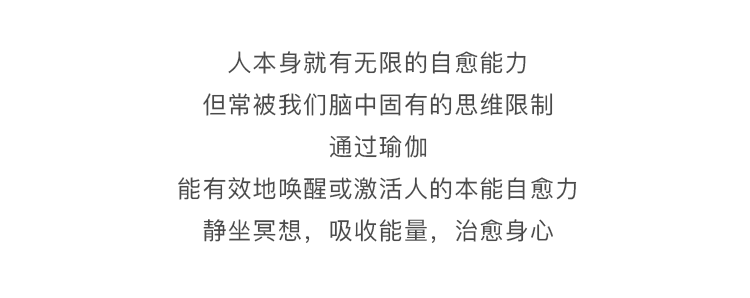 人本身就有无限的自愈能力
但常被我们脑中固有的思维限制
通过瑜伽
能有效地唤醒或激活人的本能自愈力
静坐冥想，吸收能量，治愈身心